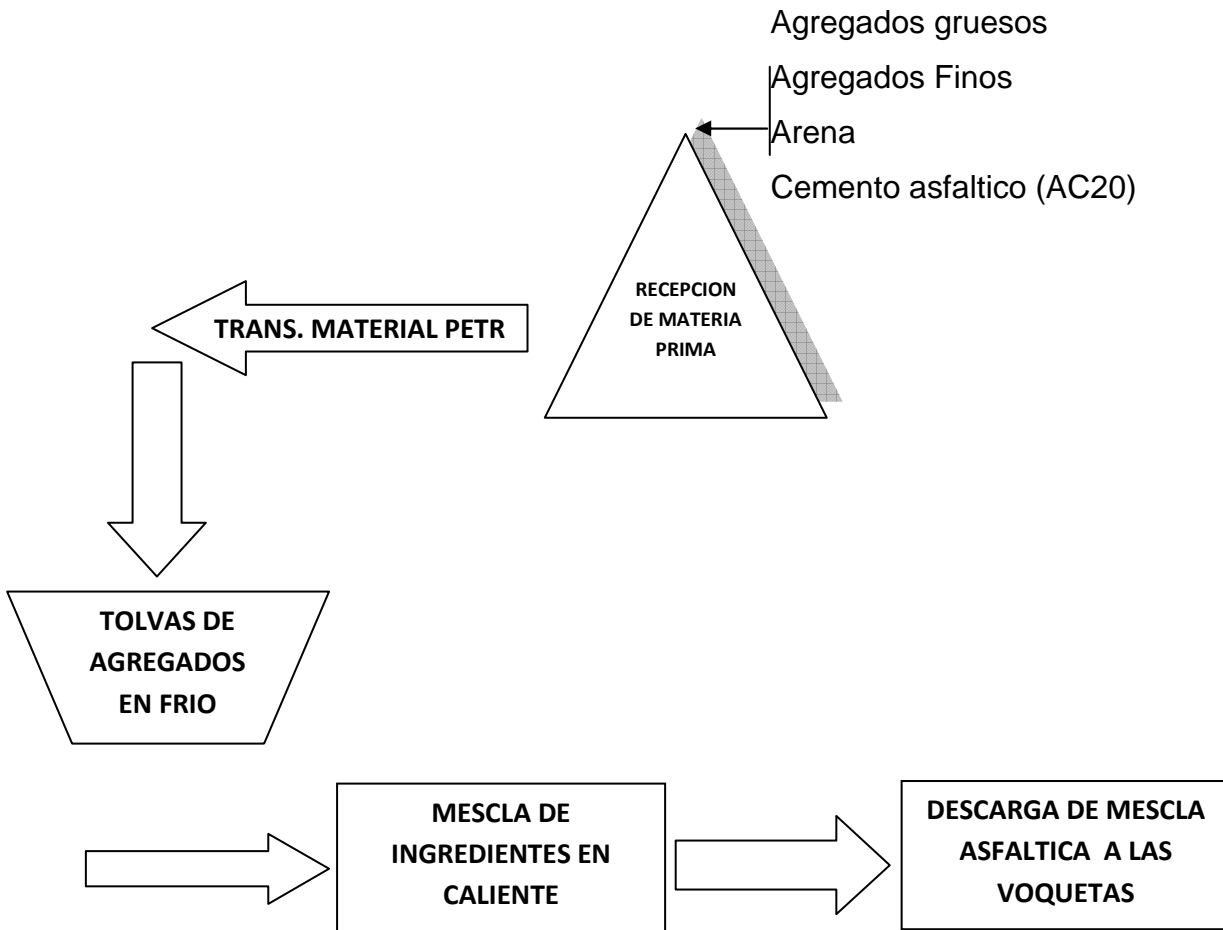 Agregados gruesos
Agregados Finos
Arena
Cemento asfaltico (AC20)
RECEPCION
DE MATERIA
PRIMA
TRANS. MATERIAL PETR
TOLVAS DE
AGREGADOS
EN FRIO
MESCLA DE
INGREDIENTES EN
CALIENTE
DESCARGA DE MESCLA
ASFALTICA A LAS
VOQUETAS